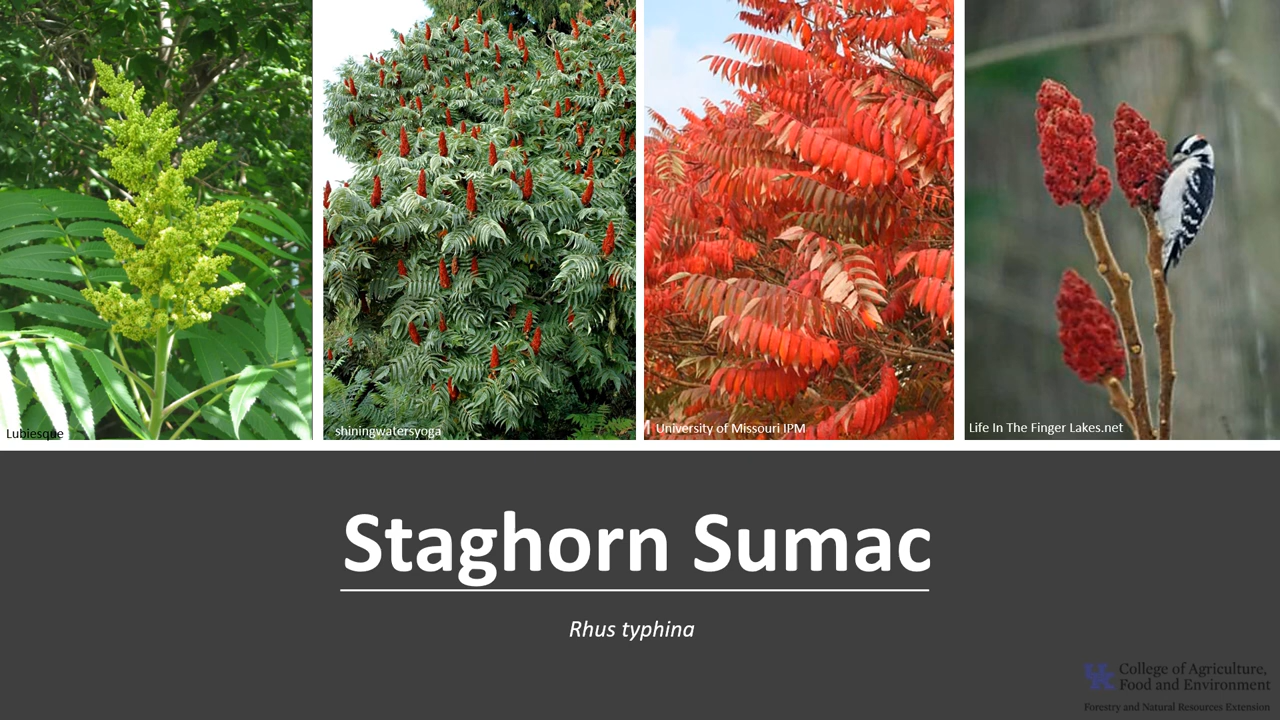 Lubiesque
shiningwatersyoga
University of Missouri IPM
Life In The Finger Lakes.net
Staghorn Sumac
Rhus typhina
UK
College of Agriculture,
Food and Environment
Forestry and Natural Resources Extension